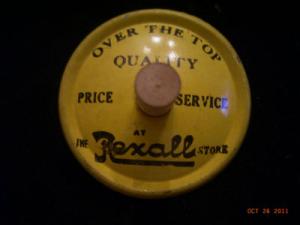 OVER THE TOP
QUALITY
PRICE SERVICE
AT
THE Rexall STORE
OCT 26 2011